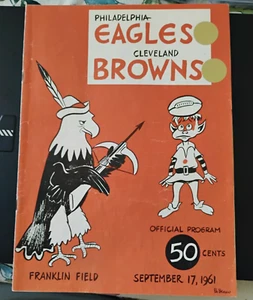 PHILADELPHIA
EAGLES
CLEVELAND
BROWNS
OFFICIAL PROGRAM
50 CENTS
FRANKLIN FIELD
SEPTEMBER 17, 1961